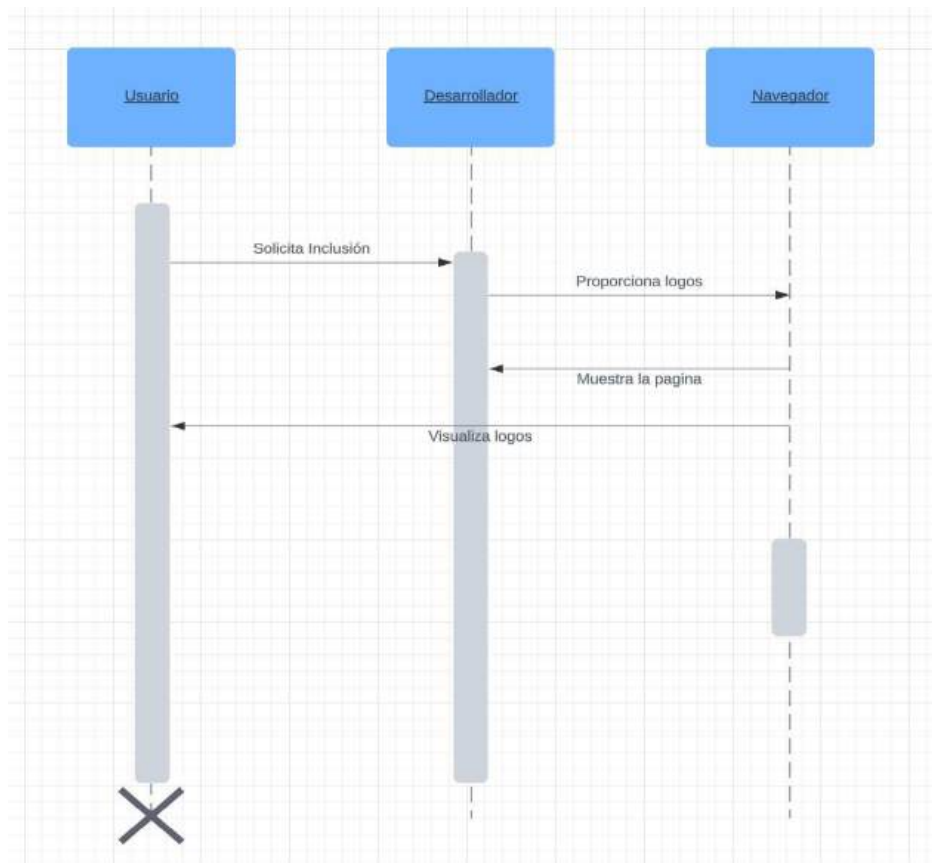 Usuario
Desarrollador
Navegador
Solicita Inclusión
Proporciona logos
Muestra la pagina
Visualiza logos